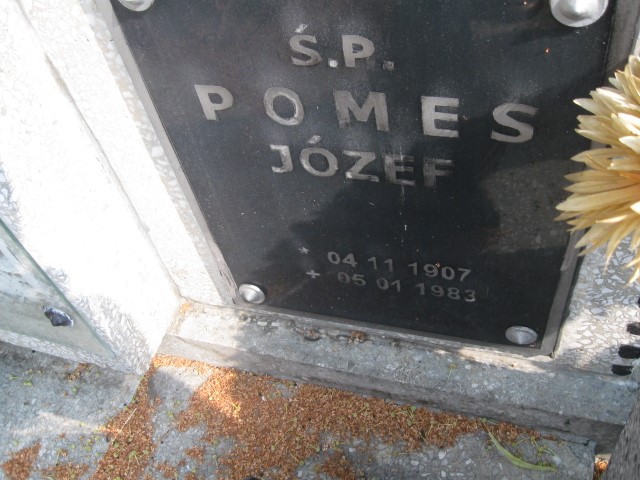 Ś.P.
POMES
JÓZEF
* 04 11 1907
+ 05 01 1983